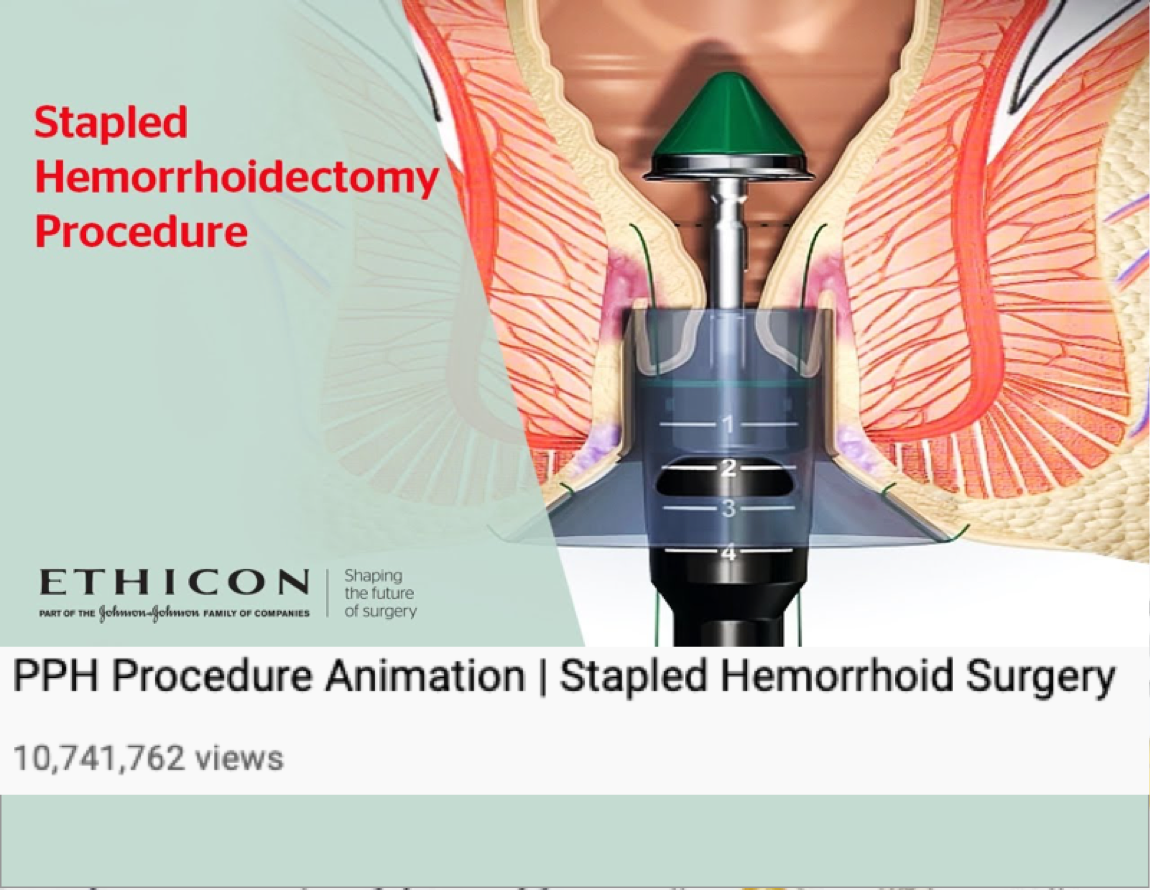 Stapled
Hemorrhoidectomy
Procedure
1
2
3
4
ETHICON
PART OF THE Johnson & Johnson FAMILY OF COMPANIES
Shaping
the future
of surgery
PPH Procedure Animation | Stapled Hemorrhoid Surgery
10,741,762 views